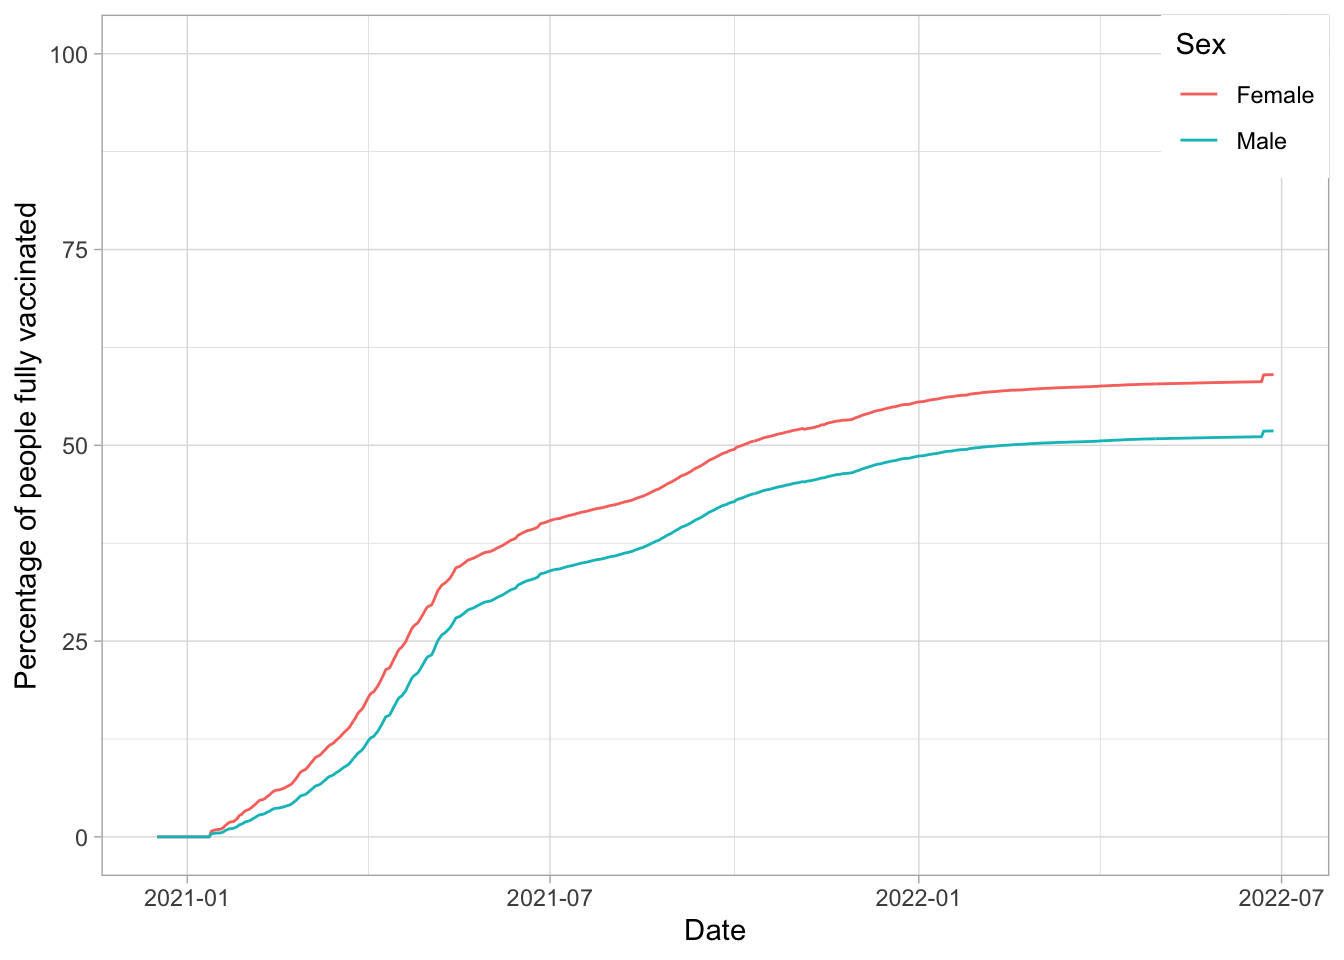 Sex
Female
Male
Percentage of people fully vaccinated
100
75
50
25
0
2021-01
2021-07
2022-01
2022-07
Date